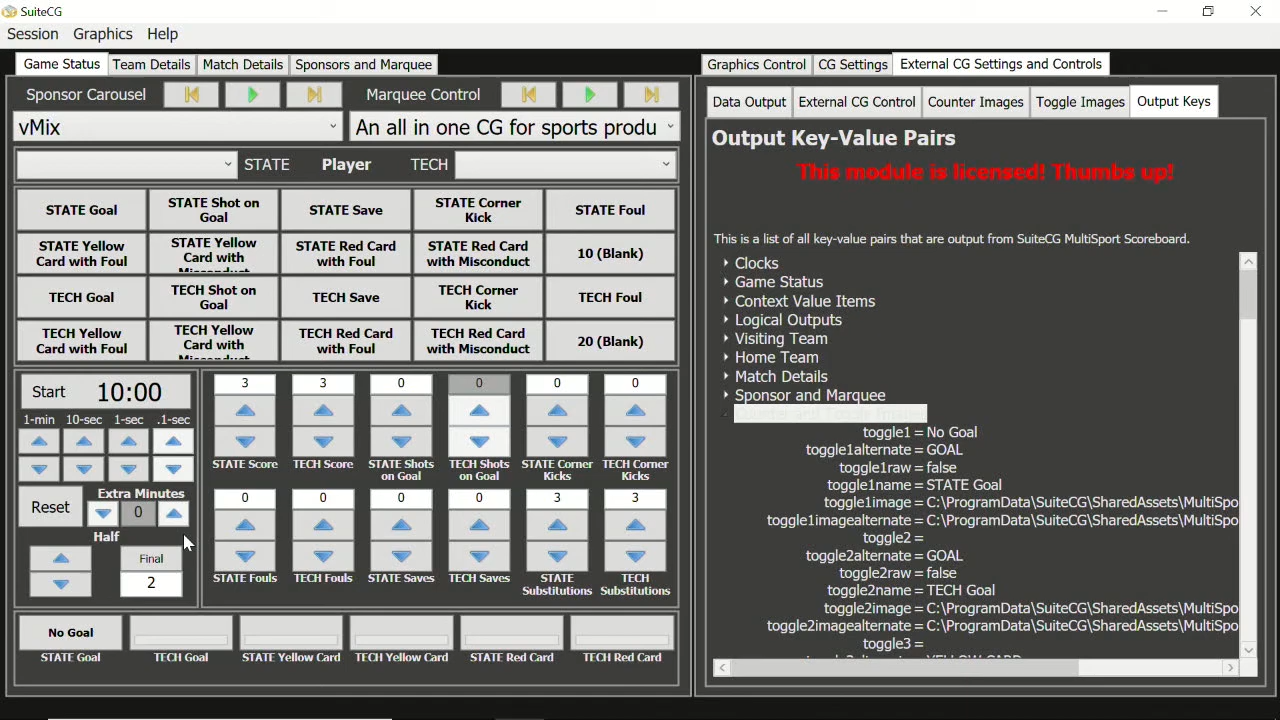 SuiteCG
Session Graphics Help
Game Status Team Details Match Details Sponsors and Marquee
Sponsor Carousel Marquee Control
vMix An all in one CG for sports produ
STATE Player TECH
STATE Goal STATE Shot on Goal STATE Save STATE Corner Kick STATE Foul
STATE Yellow Card with Foul STATE Yellow Card with STATE Red Card with Foul STATE Red Card with Misconduct 10 (Blank)
TECH Goal TECH Shot on Goal TECH Save TECH Corner Kick TECH Foul
TECH Yellow Card with Foul TECH Yellow Card with TECH Red Card with Foul TECH Red Card with Misconduct 20 (Blank)
Start 10:00
1-min 10-sec 1-sec .1-sec
Reset Extra Minutes
0
Half
Final
2
3 3 0 0 0 0
STATE Score TECH Score STATE Shots on Goal TECH Shots on Goal STATE Corner Kicks TECH Corner Kicks
0 0 0 0 3 3
STATE Fouls TECH Fouls STATE Saves TECH Saves STATE Substitutions TECH Substitutions
No Goal
STATE Goal TECH Goal STATE Yellow Card TECH Yellow Card STATE Red Card TECH Red Card
Graphics Control CG Settings External CG Settings and Controls
Data Output External CG Control Counter Images Toggle Images Output Keys
Output Key-Value Pairs
This module is licensed! Thumbs up!
This is a list of all key-value pairs that are output from SuiteCG MultiSport Scoreboard.
Clocks
Game Status
Context Value Items
Logical Outputs
Visiting Team
Home Team
Match Details
Sponsor and Marquee
Counter and Toggle Images
toggle1 = No Goal
toggle1alternate = GOAL
toggle1raw = false
toggle1name = STATE Goal
toggle1image = C:\ProgramData\SuiteCG\SharedAssets\MultiSpo
toggle1imagealternate = C:\ProgramData\SuiteCG\SharedAssets\MultiSpo
toggle2 =
toggle2alternate = GOAL
toggle2raw = false
toggle2name = TECH Goal
toggle2image = C:\ProgramData\SuiteCG\SharedAssets\MultiSpo
toggle2imagealternate = C:\ProgramData\SuiteCG\SharedAssets\MultiSpo
toggle3 =